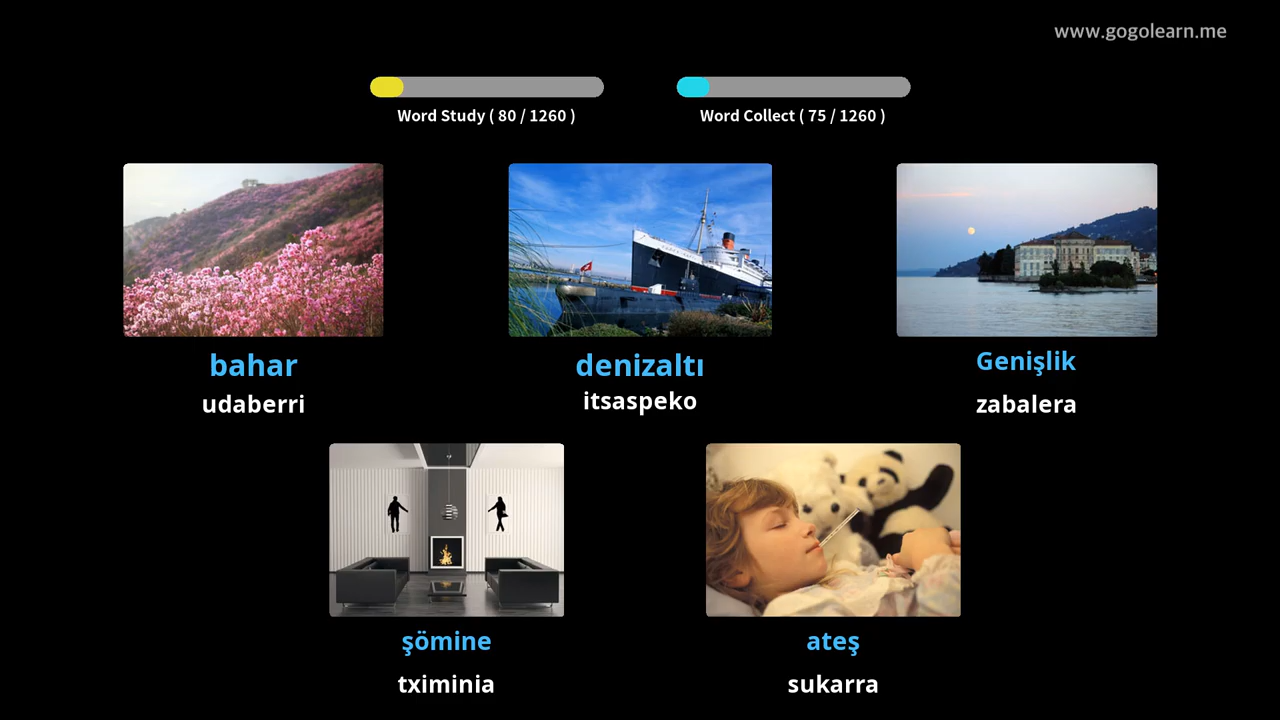 www.gogolearn.me
Word Study ( 80 / 1260 )
Word Collect ( 75 / 1260 )
bahar
denizaltı
Genişlik
udaberri
itsaspeko
zabalera
şömine
ateş
tximinia
sukarra